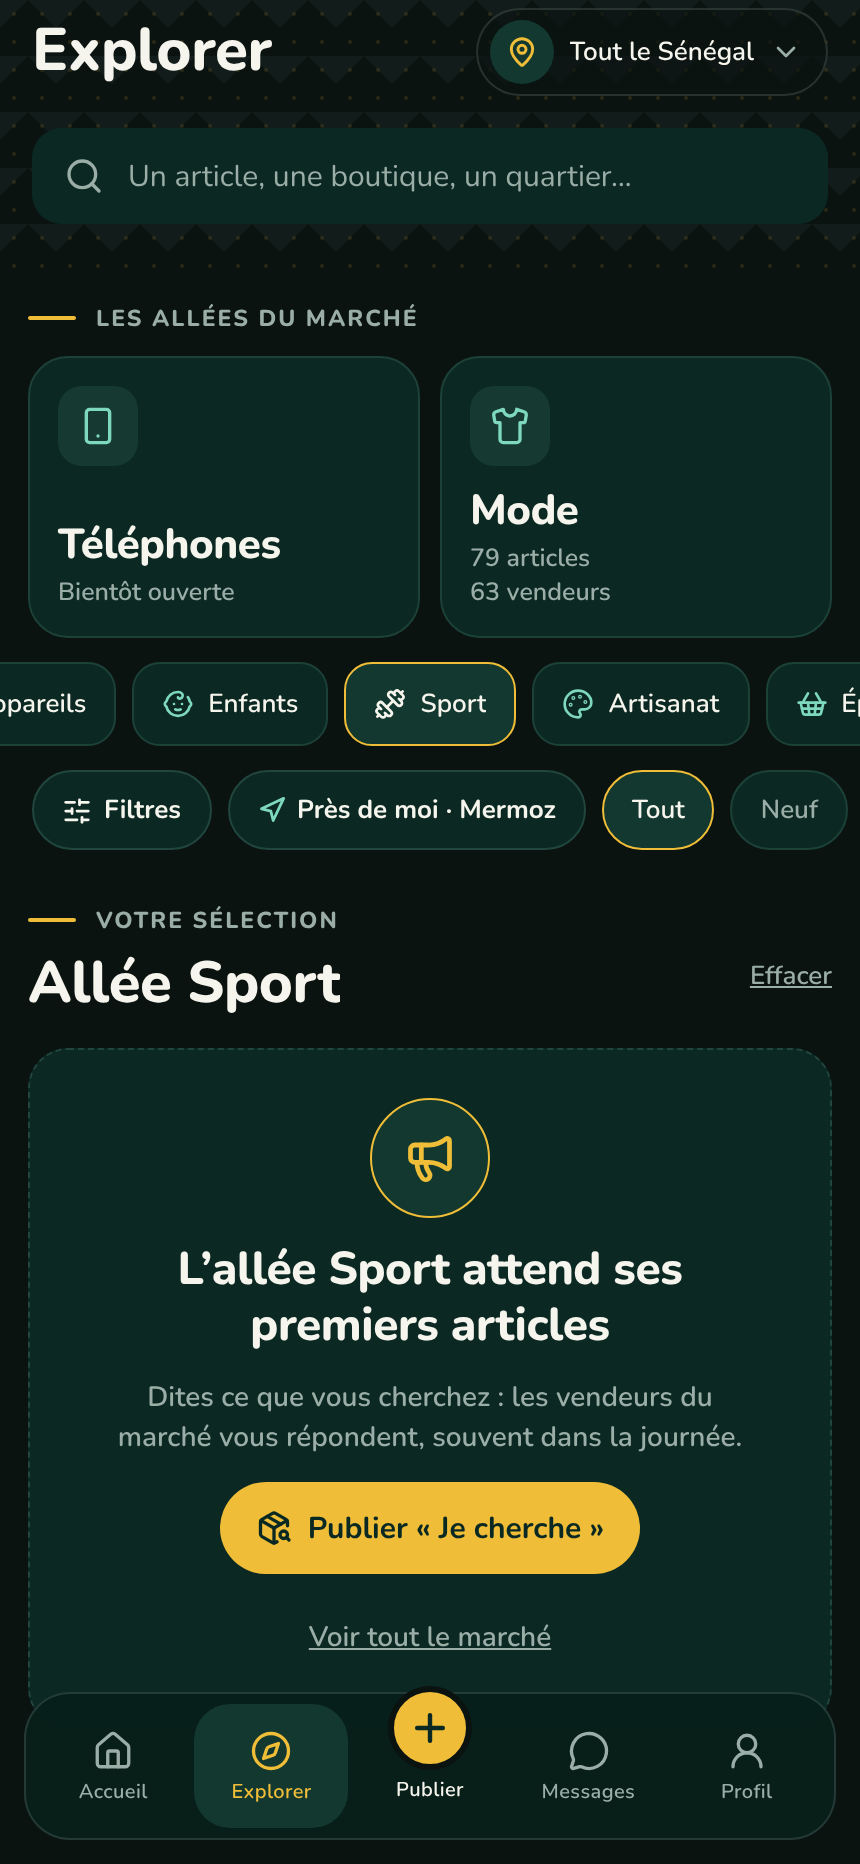 Explorer
Tout le Sénégal
Un article, une boutique, un quartier...
LES ALLÉES DU MARCHÉ
Téléphones
Bientôt ouverte
Mode
79 articles
63 vendeurs
Enfants
Sport
Artisanat
Filtres
Près de moi · Mermoz
Tout
Neuf
VOTRE SÉLECTION
Allée Sport
Effacer
L’allée Sport attend ses
premiers articles
Dites ce que vous cherchez : les vendeurs du
marché vous répondent, souvent dans la journée.
Publier « Je cherche »
Voir tout le marché
Accueil
Explorer
Publier
Messages
Profil